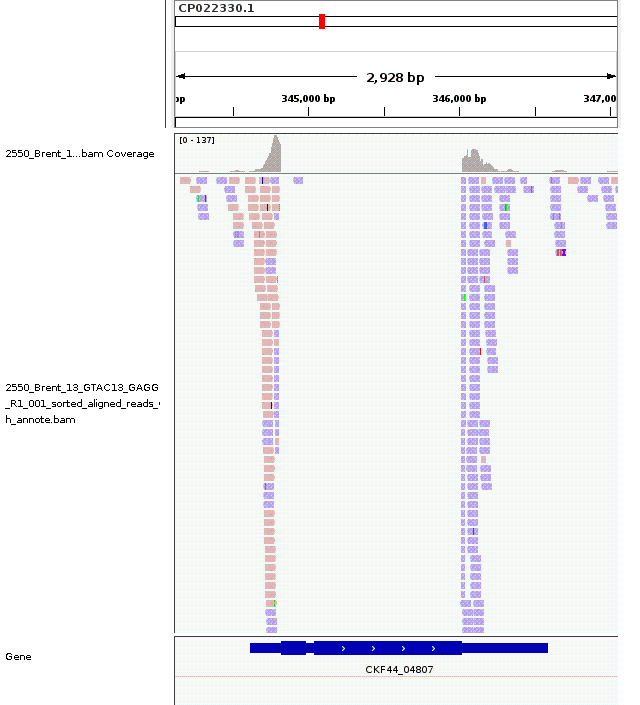 CP022330.1
2,928 bp
bp 345,000 bp 346,000 bp 347,00
[0 - 137]
2550_Brent_1...bam Coverage
2550_Brent_13_GTAC13_GAGG
_R1_001_sorted_aligned_reads_
h_annote.bam
Gene
CKF44_04807